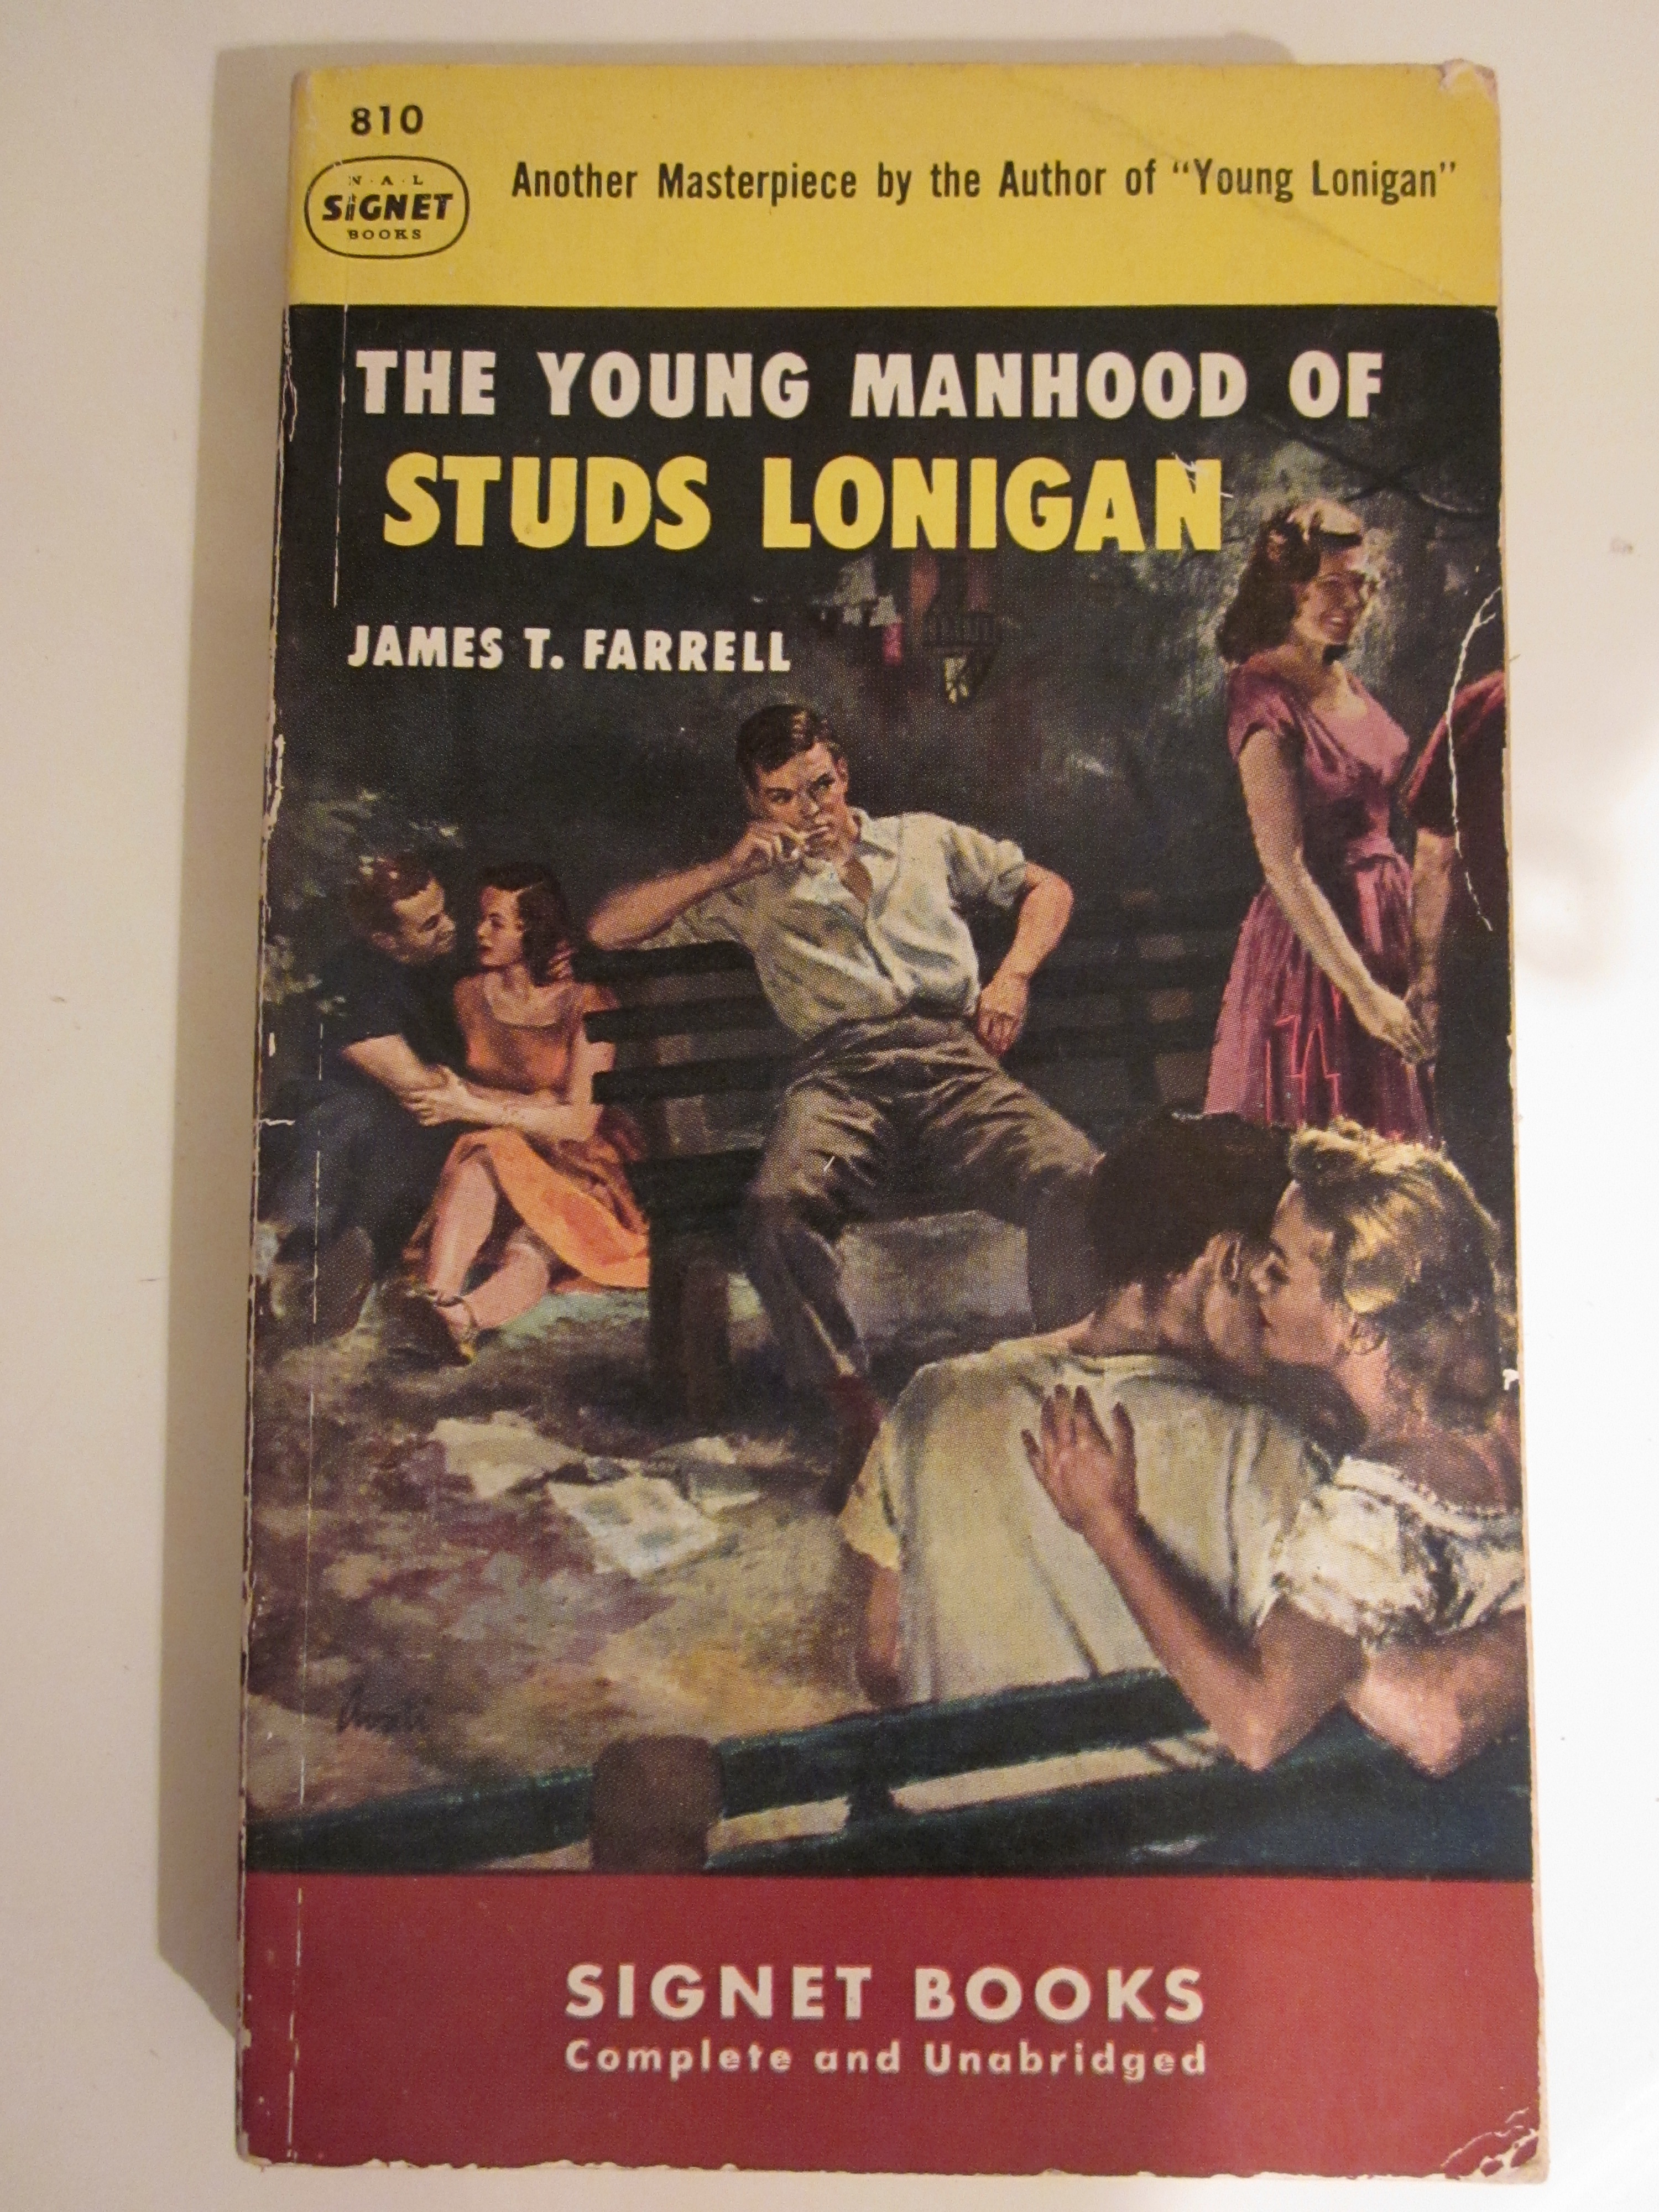 810
N·A·L
SIGNET
BOOKS
Another Masterpiece by the Author of "Young Lonigan"
THE YOUNG MANHOOD OF
STUDS LONIGAN
JAMES T. FARRELL
SIGNET BOOKS
Complete and Unabridged